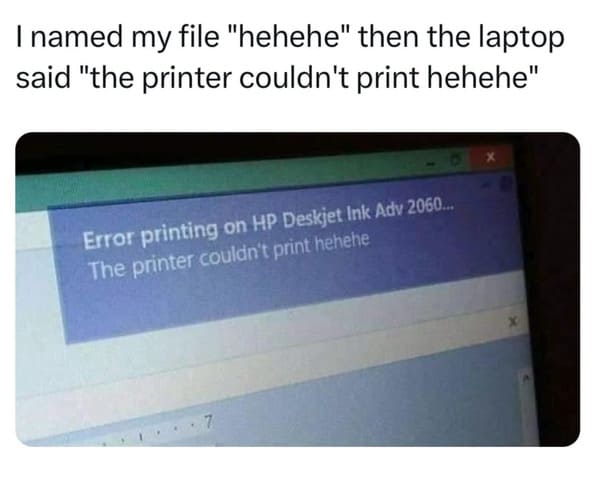 I named my file "hehehe" then the laptop
said "the printer couldn't print hehehe"
Error printing on HP Deskjet Ink Adv 2060...
The printer couldn't print hehehe
7